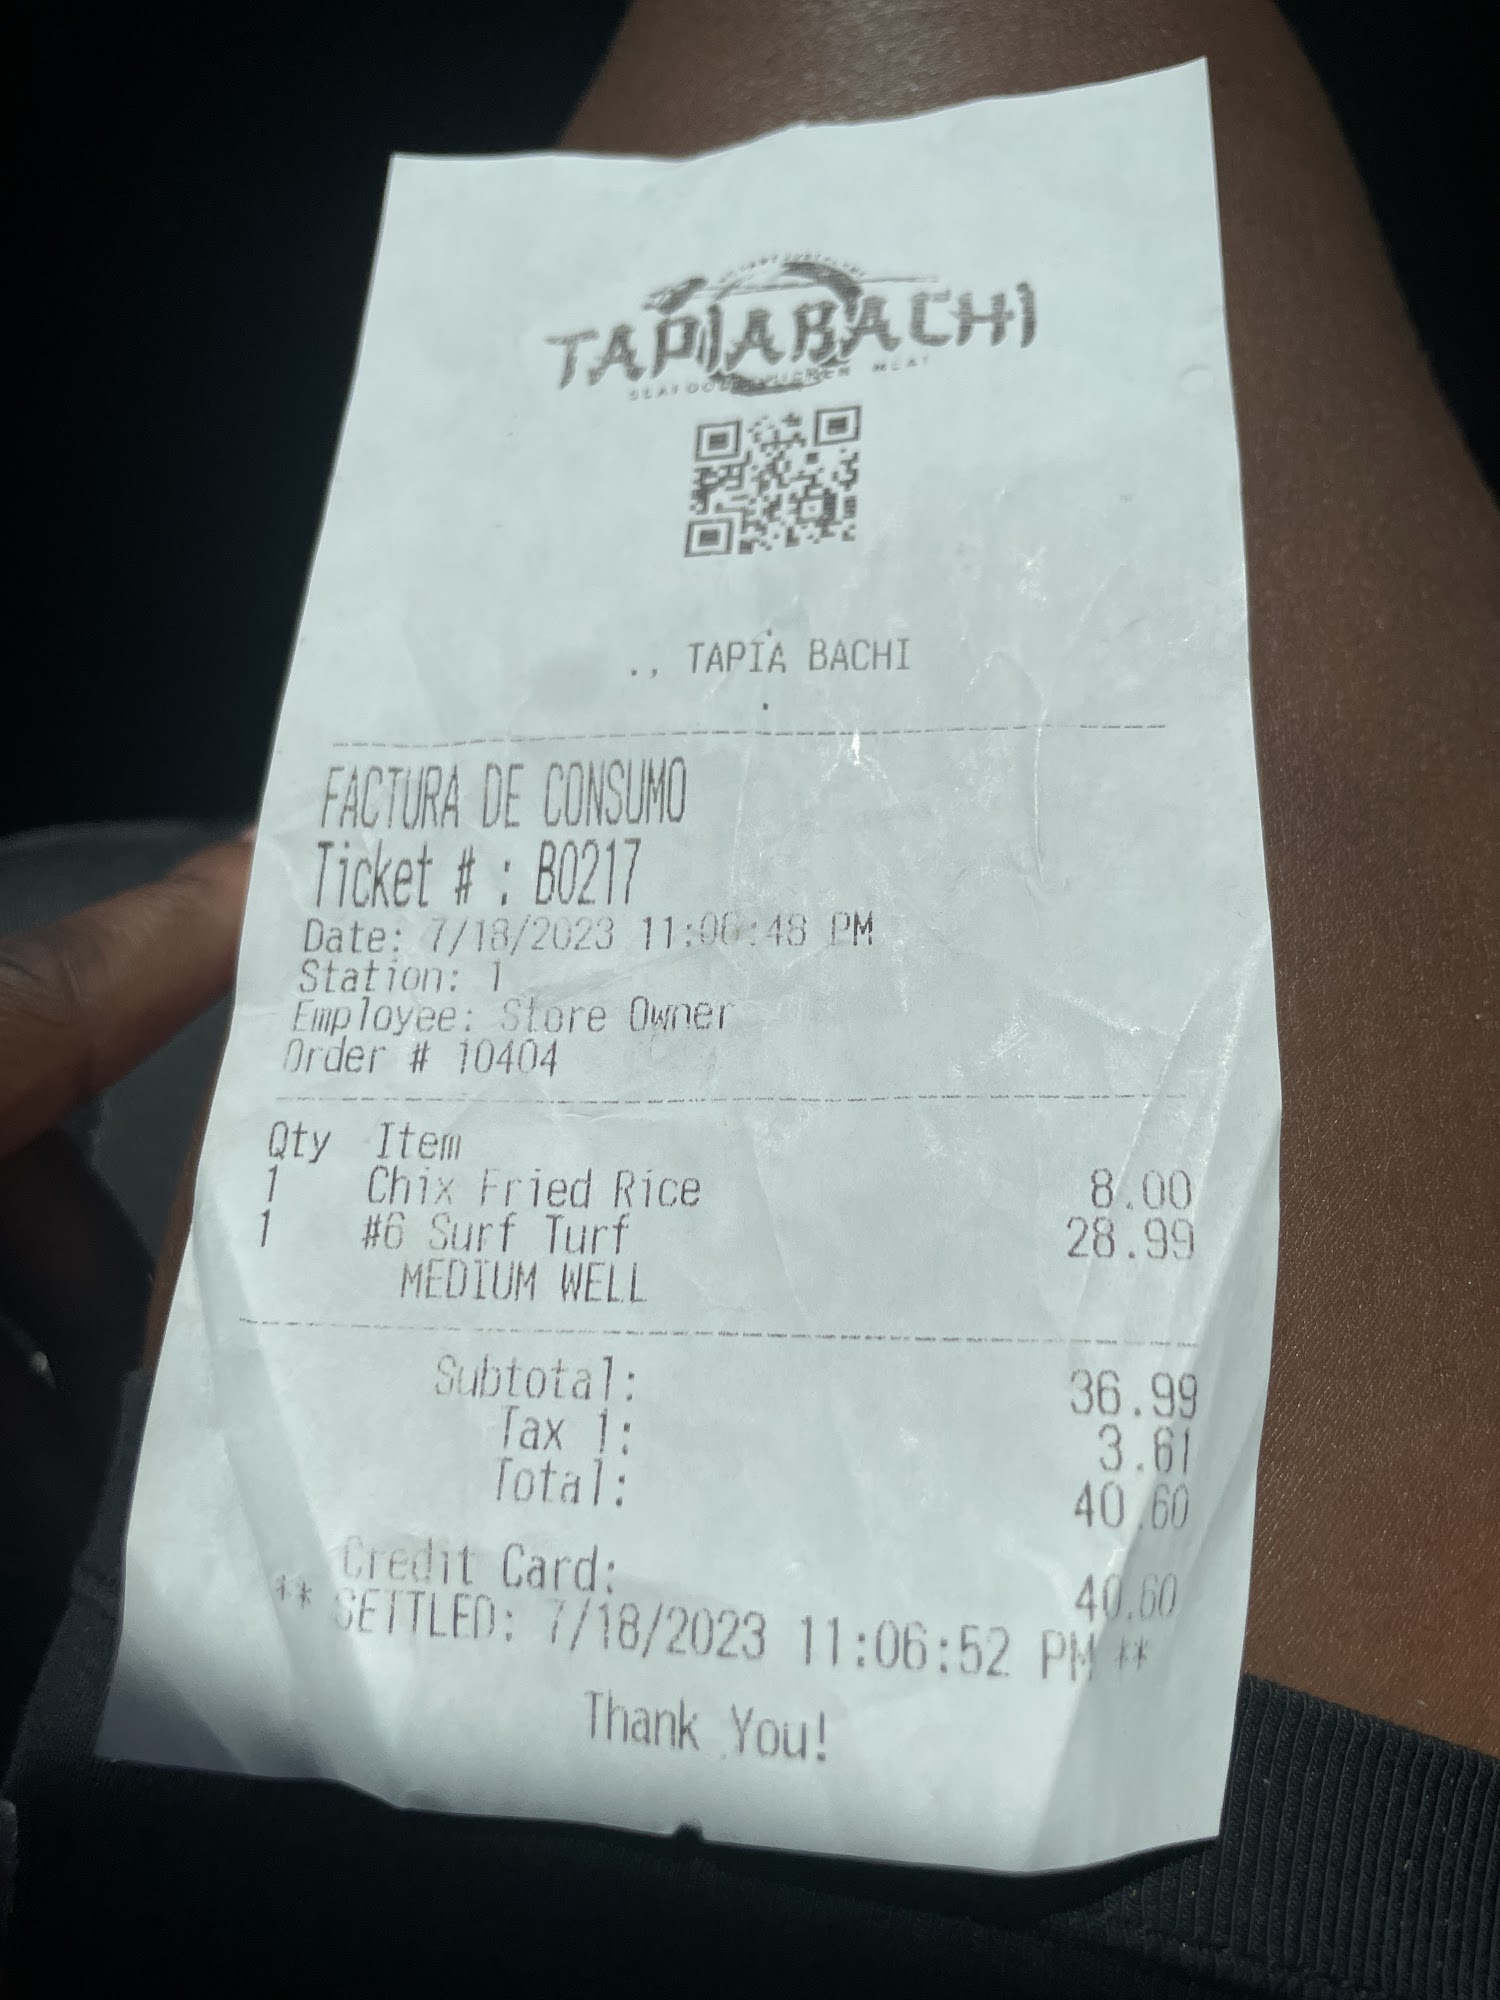 TAPIABACHI
SEAFOOD CHICKEN MEAT
., TAPIA BACHI
.
FACTURA DE CONSUMO
Ticket # : B0217
Date: 7/18/2023 11:06:48 PM
Station: 1
Employee: Store Owner
Order # 10404
Qty Item
1 Chix Fried Rice 8.00
1 #6 Surf Turf 28.99
MEDIUM WELL
Subtotal: 36.99
Tax 1: 3.61
Total: 40.60
Credit Card: 40.60
** SETTLED: 7/18/2023 11:06:52 PM **
Thank You!